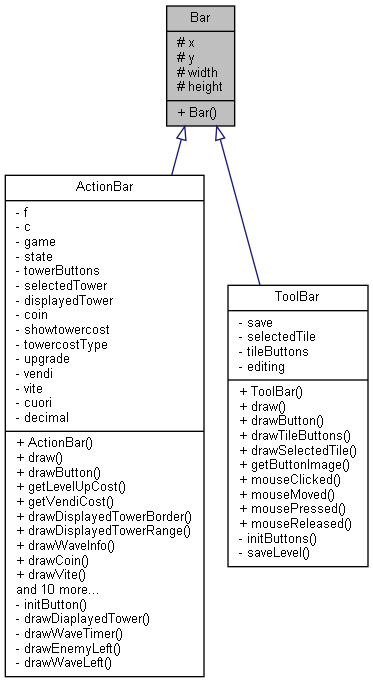 Bar
# x
# y
# width
# height
+ Bar()
ActionBar
- f
- c
- game
- state
- towerButtons
- selectedTower
- displayedTower
- coin
- showtowercost
- towercostType
- upgrade
- vendi
- vite
- cuori
- decimal
+ ActionBar()
+ draw()
+ drawButton()
+ getLevelUpCost()
+ getVendiCost()
+ drawDisplayedTowerBorder()
+ drawDisplayedTowerRange()
+ drawWaveInfo()
+ drawCoin()
+ drawVite()
and 10 more...
- initButton()
- drawDiaplayedTower()
- drawWaveTimer()
- drawEnemyLeft()
- drawWaveLeft()
ToolBar
- save
- selectedTile
- tileButtons
- editing
+ ToolBar()
+ draw()
+ drawButton()
+ drawTileButtons()
+ drawSelectedTile()
+ getButtonImage()
+ mouseClicked()
+ mouseMoved()
+ mousePressed()
+ mouseReleased()
- initButtons()
- saveLevel()